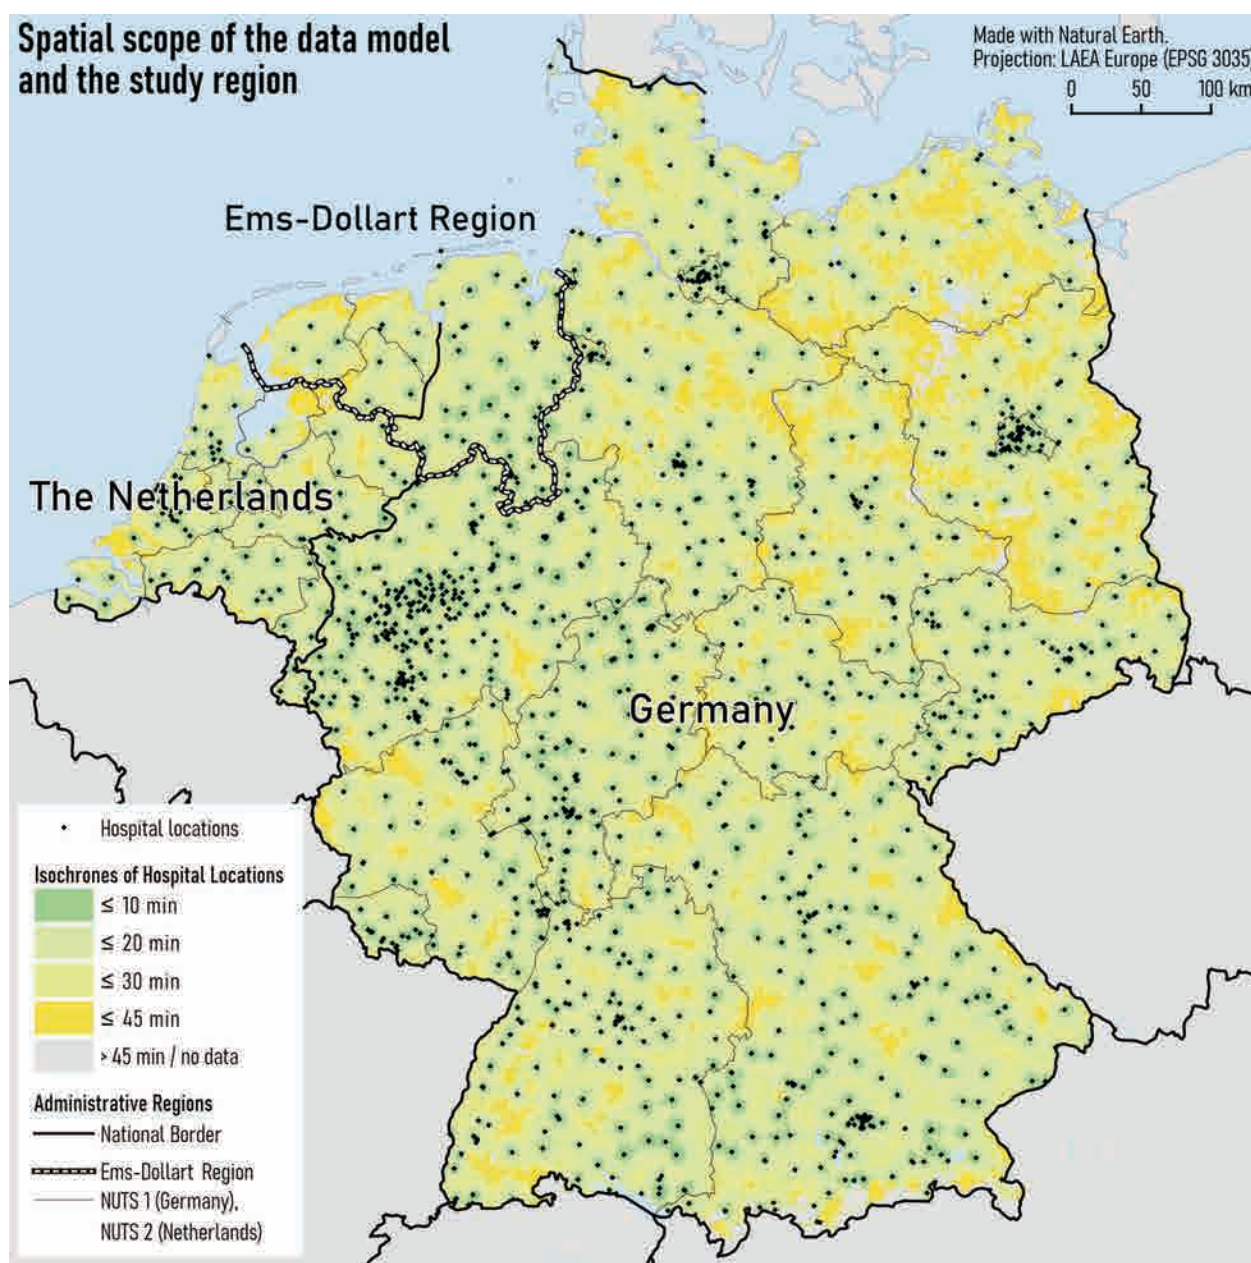 Spatial scope of the data model
and the study region
Made with Natural Earth.
Projection: LAEA Europe (EPSG 3035)
0 50 100 km
Ems-Dollart Region
The Netherlands
Germany
Hospital locations
Isochrones of Hospital Locations
≤ 10 min
≤ 20 min
≤ 30 min
≤ 45 min
> 45 min / no data
Administrative Regions
National Border
Ems-Dollart Region
NUTS 1 (Germany),
NUTS 2 (Netherlands)